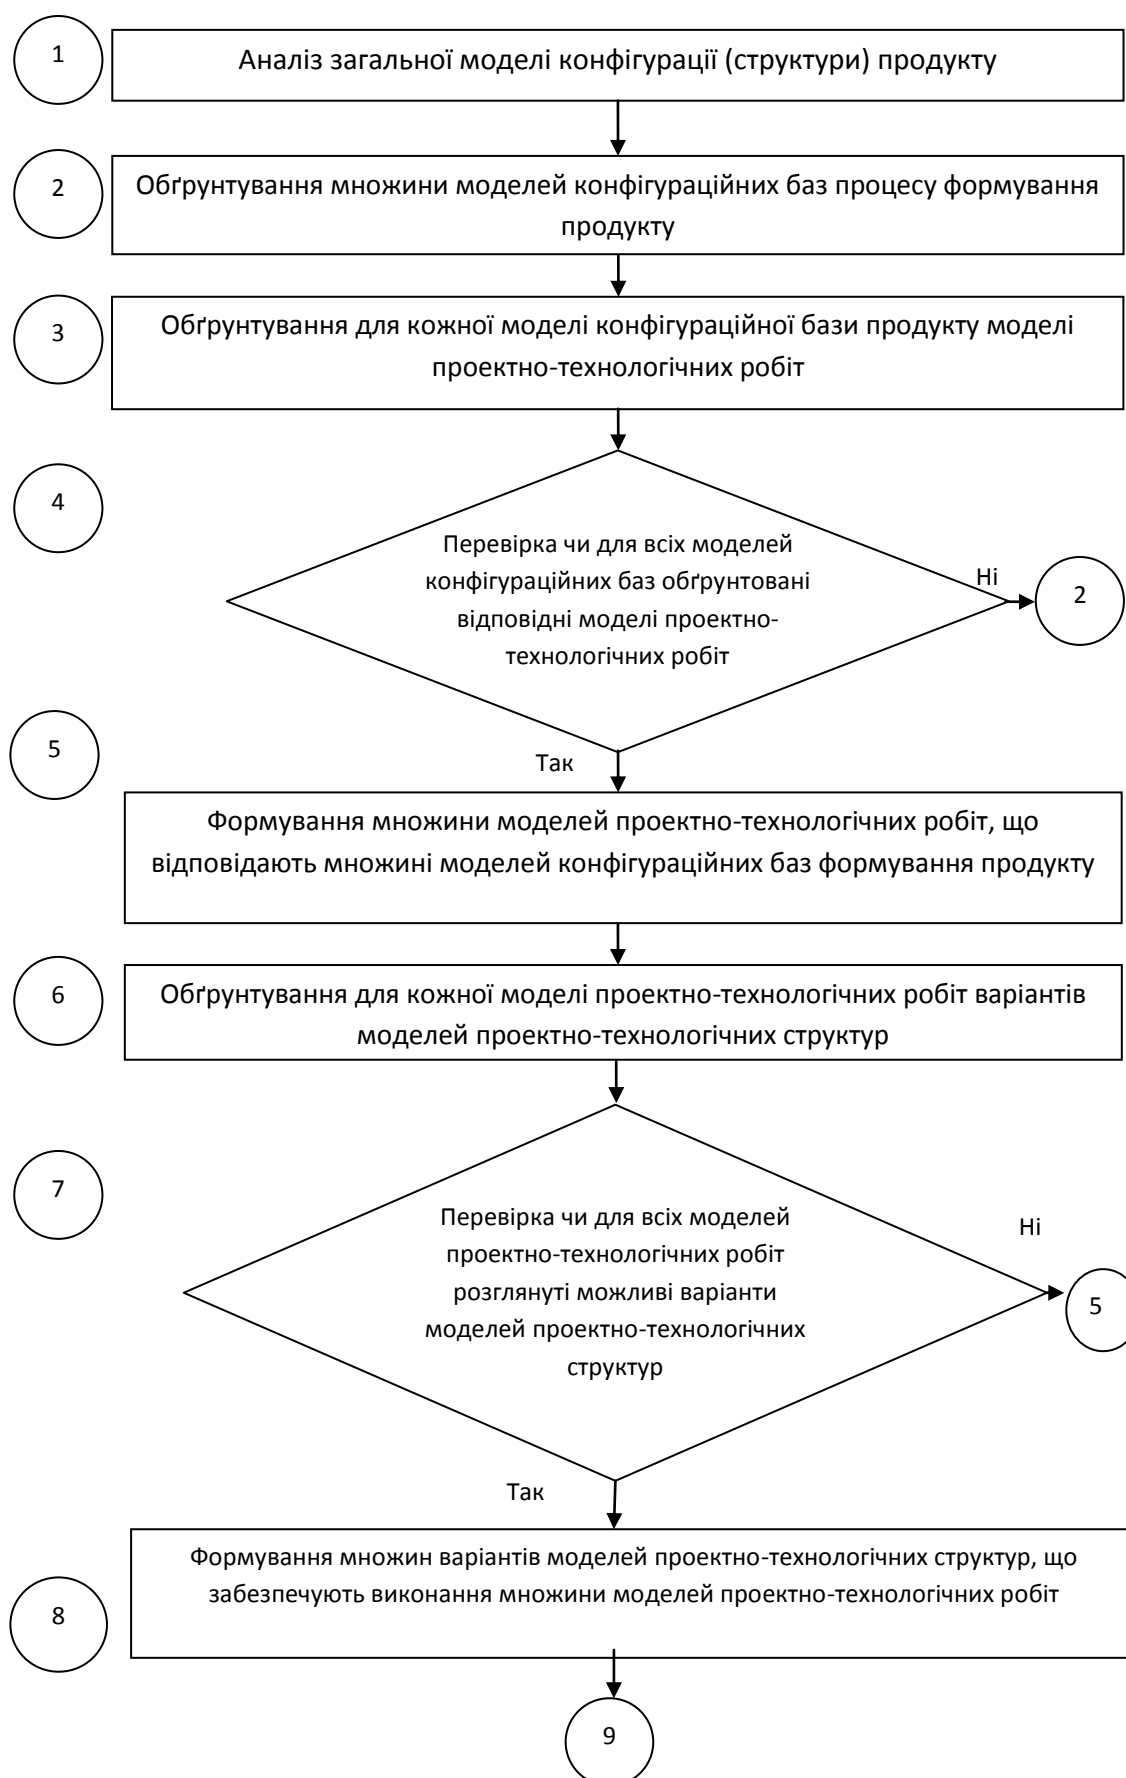 1
Аналіз загальної моделі конфігурації (структури) продукту
2
Обґрунтування множини моделей конфігураційних баз процесу формування
продукту
3
Обґрунтування для кожної моделі конфігураційної бази продукту моделі
проектно-технологічних робіт
4
Перевірка чи для всіх моделей
конфігураційних баз обґрунтовані
відповідні моделі проектно-
технологічних робіт
Ні
2
5
Так
Формування множини моделей проектно-технологічних робіт, що
відповідають множині моделей конфігураційних баз формування продукту
6
Обґрунтування для кожної моделі проектно-технологічних робіт варіантів
моделей проектно-технологічних структур
7
Перевірка чи для всіх моделей
проектно-технологічних робіт
розглянуті можливі варіанти
моделей проектно-технологічних
структур
Ні
5
Так
Формування множин варіантів моделей проектно-технологічних структур, що
забезпечують виконання множини моделей проектно-технологічних робіт
8
9